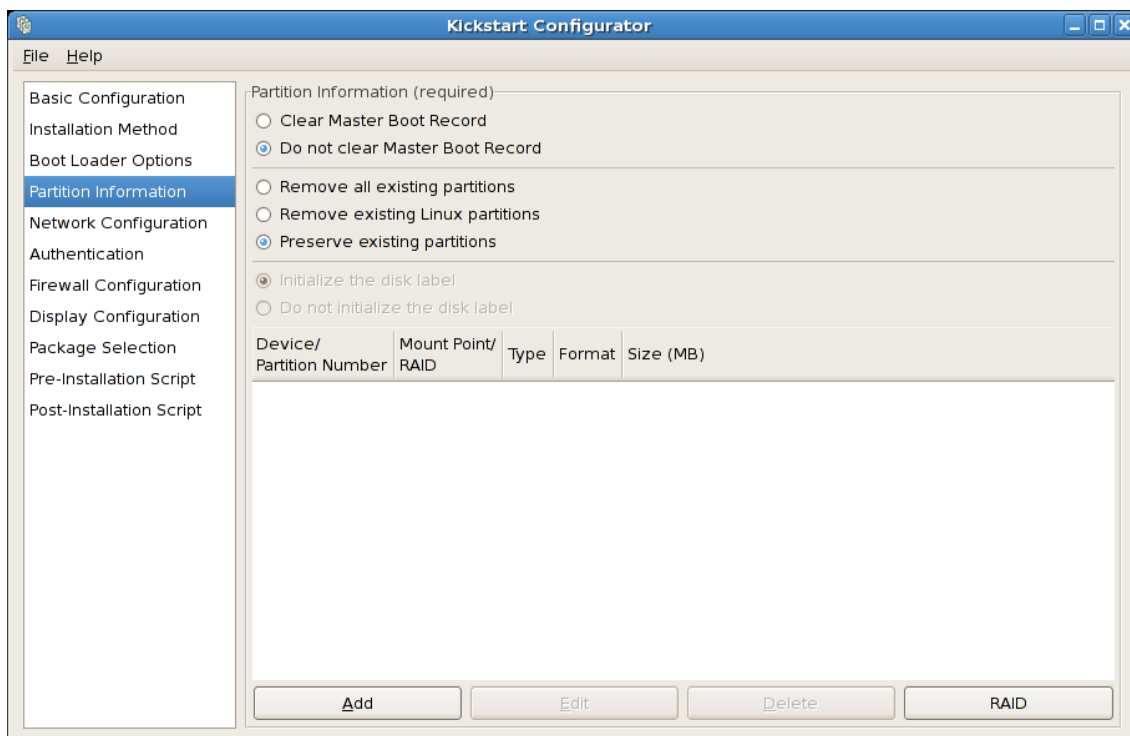 Kickstart Configurator
File Help
Basic Configuration
Installation Method
Boot Loader Options
Partition Information
Network Configuration
Authentication
Firewall Configuration
Display Configuration
Package Selection
Pre-Installation Script
Post-Installation Script
Partition Information (required)
Clear Master Boot Record
Do not clear Master Boot Record
Remove all existing partitions
Remove existing Linux partitions
Preserve existing partitions
Initialize the disk label
Do not initialize the disk label
Device/
Partition Number
Mount Point/
RAID
Type
Format
Size (MB)
Add
Edit
Delete
RAID